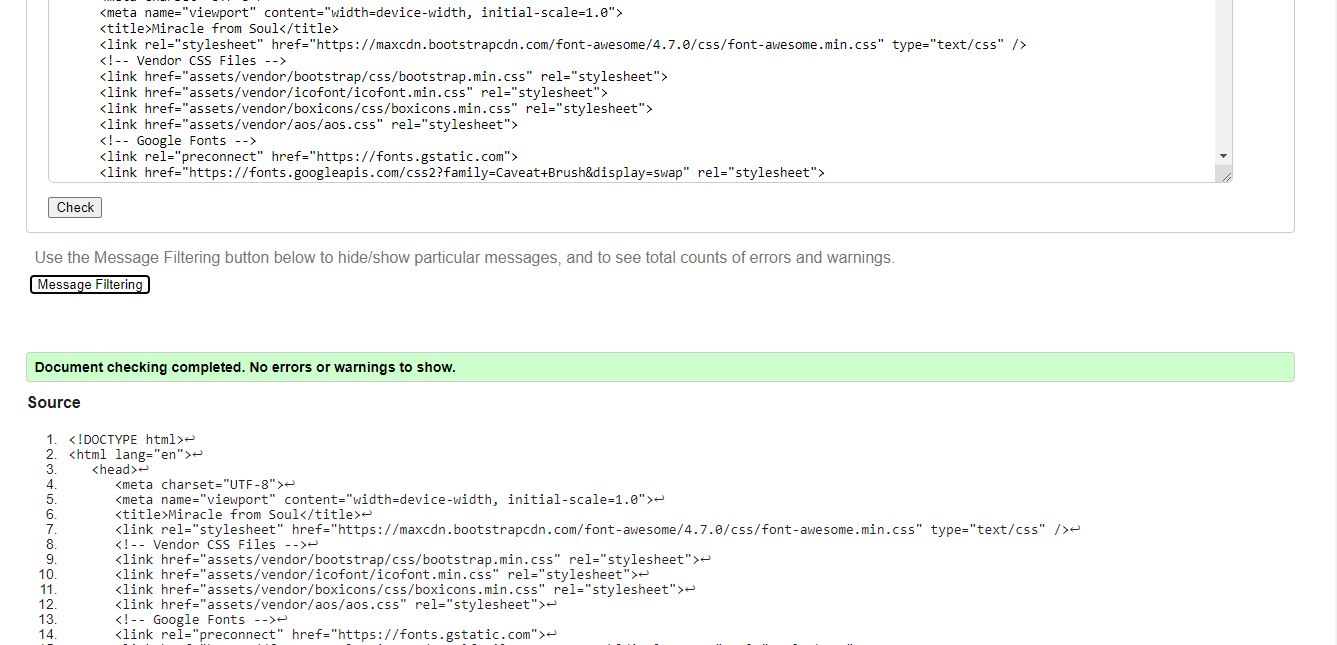 <meta name="viewport" content="width=device-width, initial-scale=1.0">
<title>Miracle from Soul</title>
<link rel="stylesheet" href="https://maxcdn.bootstrapcdn.com/font-awesome/4.7.0/css/font-awesome.min.css" type="text/css" />
<!-- Vendor CSS Files -->
<link href="assets/vendor/bootstrap/css/bootstrap.min.css" rel="stylesheet">
<link href="assets/vendor/icofont/icofont.min.css" rel="stylesheet">
<link href="assets/vendor/boxicons/css/boxicons.min.css" rel="stylesheet">
<link href="assets/vendor/aos/aos.css" rel="stylesheet">
<!-- Google Fonts -->
<link rel="preconnect" href="https://fonts.gstatic.com">
<link href="https://fonts.googleapis.com/css2?family=Caveat+Brush&display=swap" rel="stylesheet">
Check
Use the Message Filtering button below to hide/show particular messages, and to see total counts of errors and warnings.
Message Filtering
Document checking completed. No errors or warnings to show.
Source
1. <!DOCTYPE html>↩
2. <html lang="en">↩
3. <head>↩
4. <meta charset="UTF-8">↩
5. <meta name="viewport" content="width=device-width, initial-scale=1.0">↩
6. <title>Miracle from Soul</title>↩
7. <link rel="stylesheet" href="https://maxcdn.bootstrapcdn.com/font-awesome/4.7.0/css/font-awesome.min.css" type="text/css" />↩
8. <!-- Vendor CSS Files -->↩
9. <link href="assets/vendor/bootstrap/css/bootstrap.min.css" rel="stylesheet">↩
10. <link href="assets/vendor/icofont/icofont.min.css" rel="stylesheet">↩
11. <link href="assets/vendor/boxicons/css/boxicons.min.css" rel="stylesheet">↩
12. <link href="assets/vendor/aos/aos.css" rel="stylesheet">↩
13. <!-- Google Fonts -->↩
14. <link rel="preconnect" href="https://fonts.gstatic.com">↩